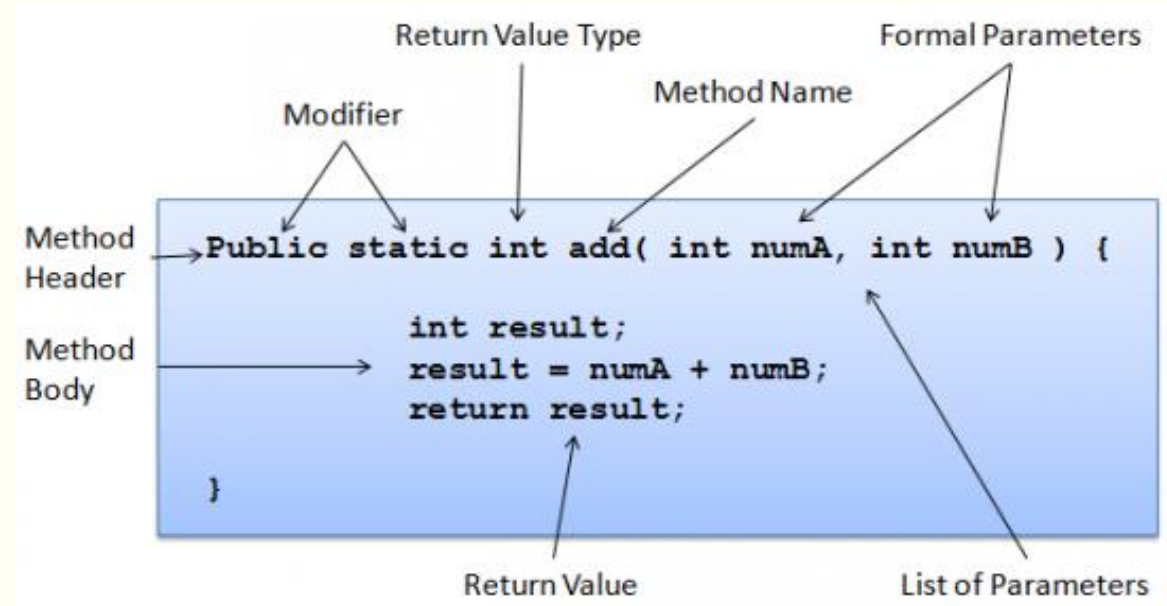 Return Value Type
Formal Parameters
Method Name
Modifier
Method
Header
Public static int add( int numA, int numB ) {
int result;
Method
Body
result = numA + numB;
return result;
}
Return Value
List of Parameters